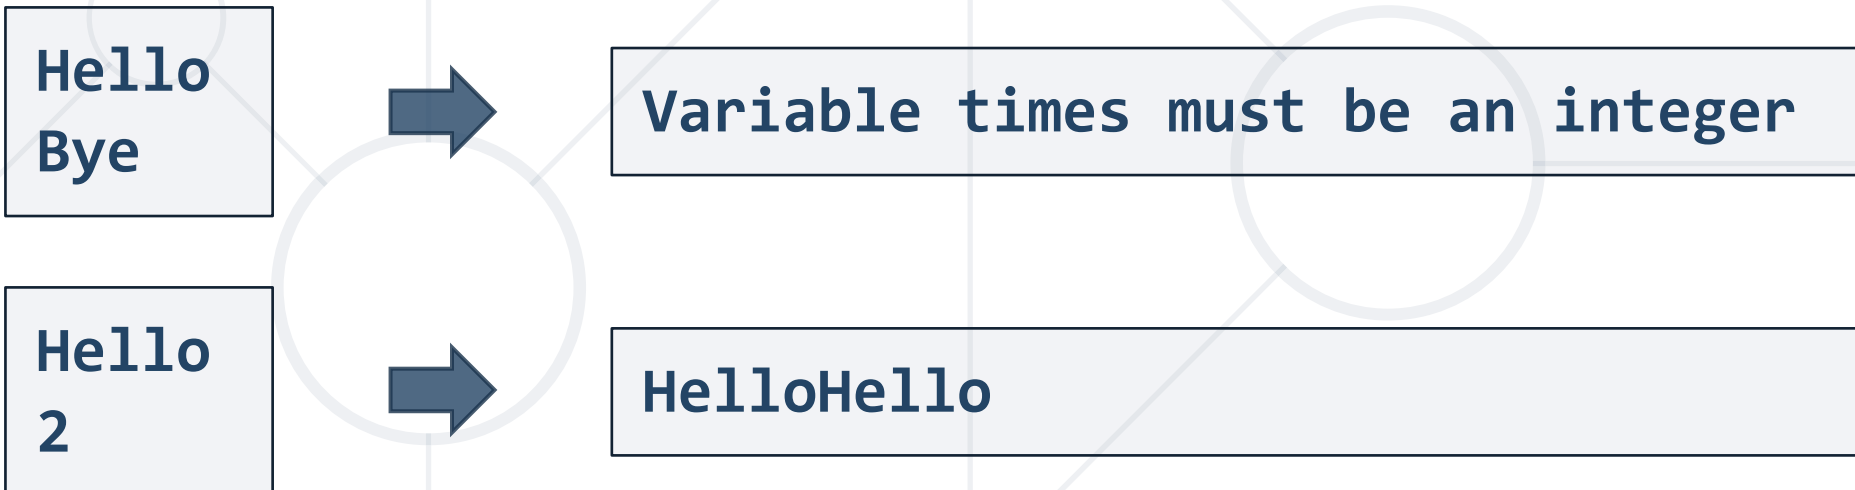 Hello
Bye
Variable times must be an integer
Hello
2
HelloHello